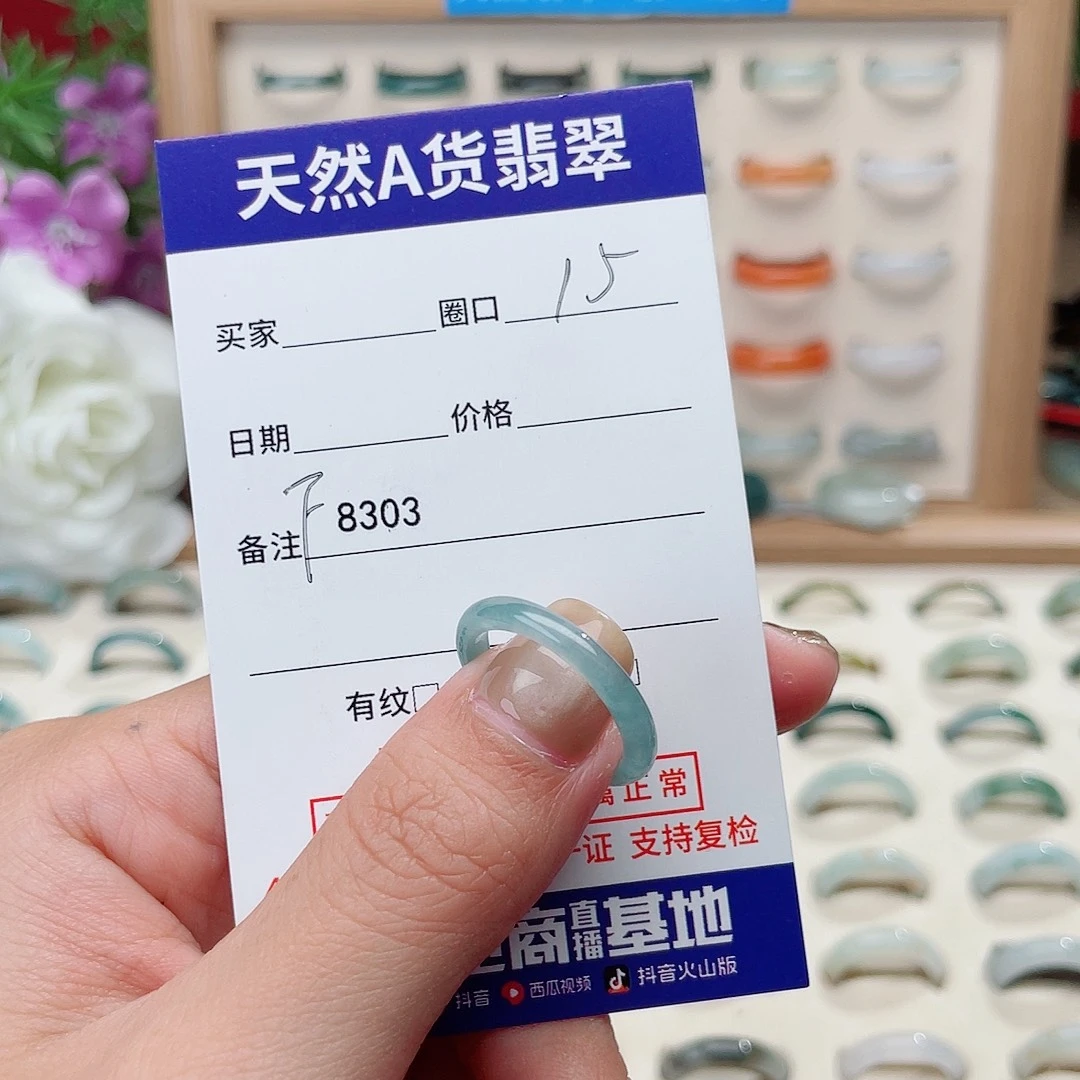 天然A货翡翠
买家 圈口 15
日期 价格
备注 F 8303
有纹
正常
证 支持复检
商直播基地
抖音 西瓜视频 抖音火山版